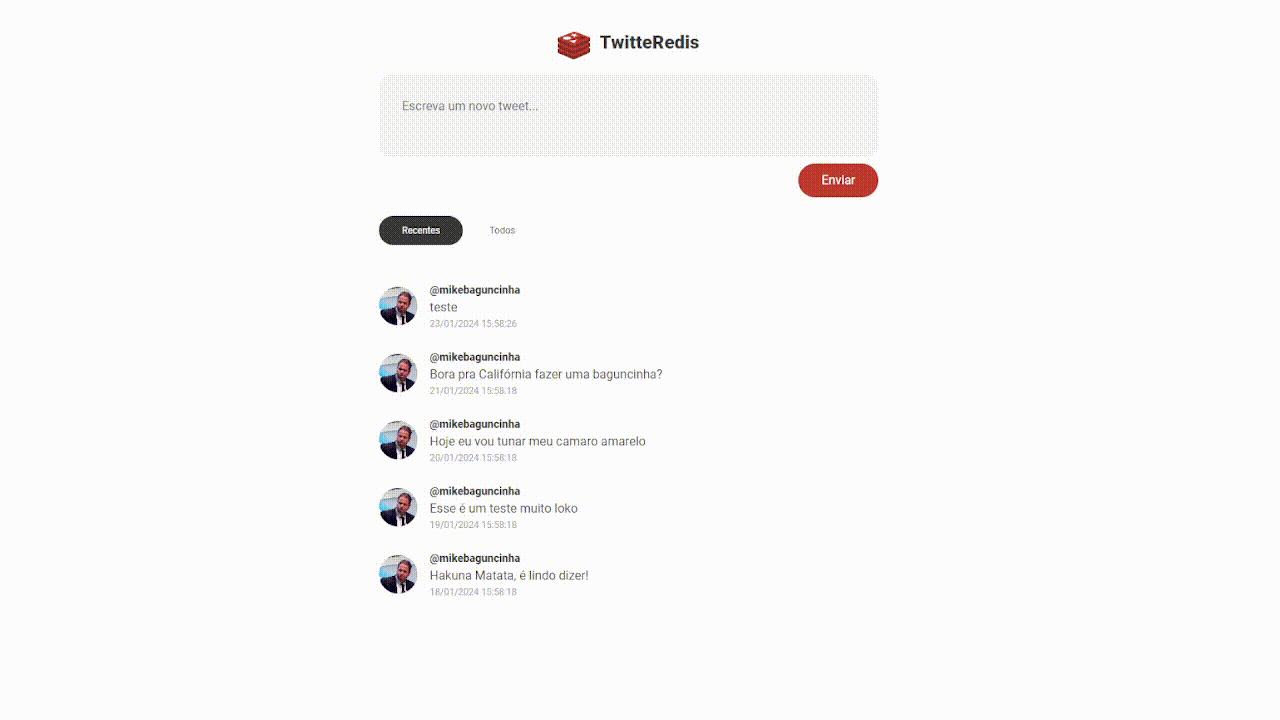 TwitteRedis
Escreva um novo tweet...
Enviar
Recentes
Todos
@mikebaguncinha
teste
23/01/2024 15:58:26
@mikebaguncinha
Bora pra Califórnia fazer uma baguncinha?
21/01/2024 15:58:18
@mikebaguncinha
Hoje eu vou tunar meu camaro amarelo
20/01/2024 15:58:18
@mikebaguncinha
Esse é um teste muito loko
19/01/2024 15:58:18
@mikebaguncinha
Hakuna Matata, é lindo dizer!
18/01/2024 15:58:18